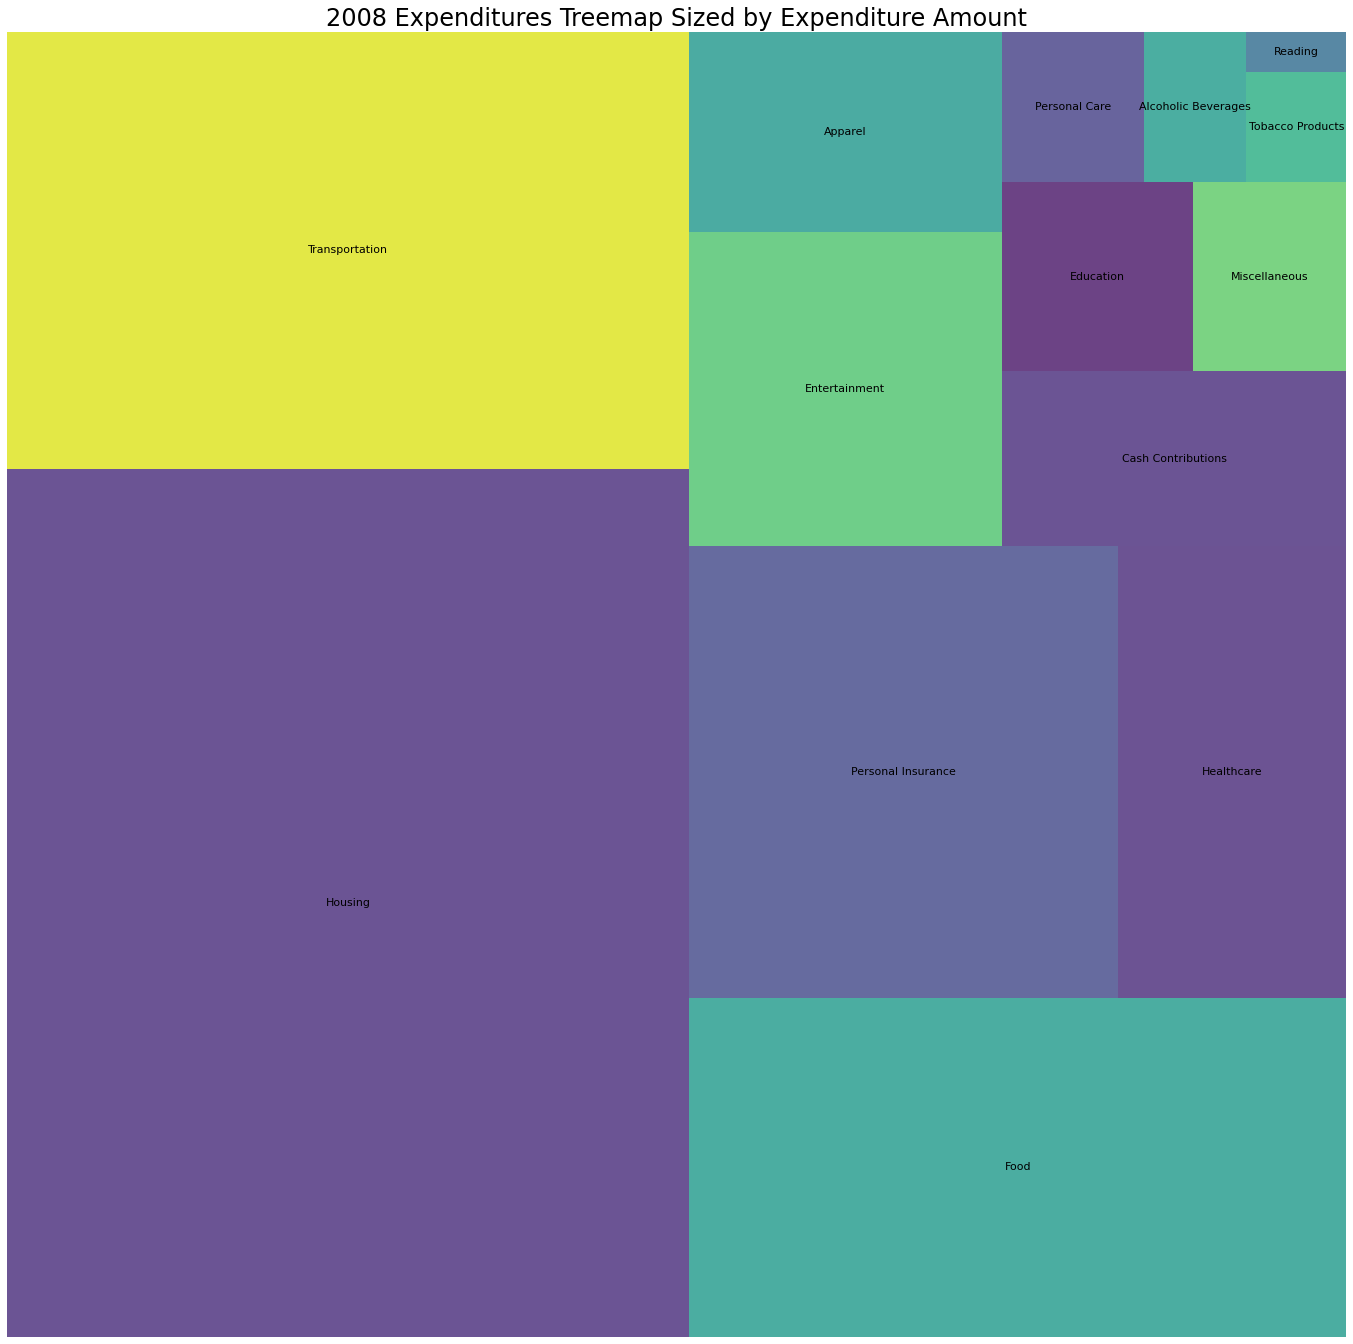 2008 Expenditures Treemap Sized by Expenditure Amount
Reading
Personal Care
Alcoholic Beverages
Tobacco Products
Apparel
Transportation
Education
Miscellaneous
Entertainment
Cash Contributions
Personal Insurance
Healthcare
Housing
Food